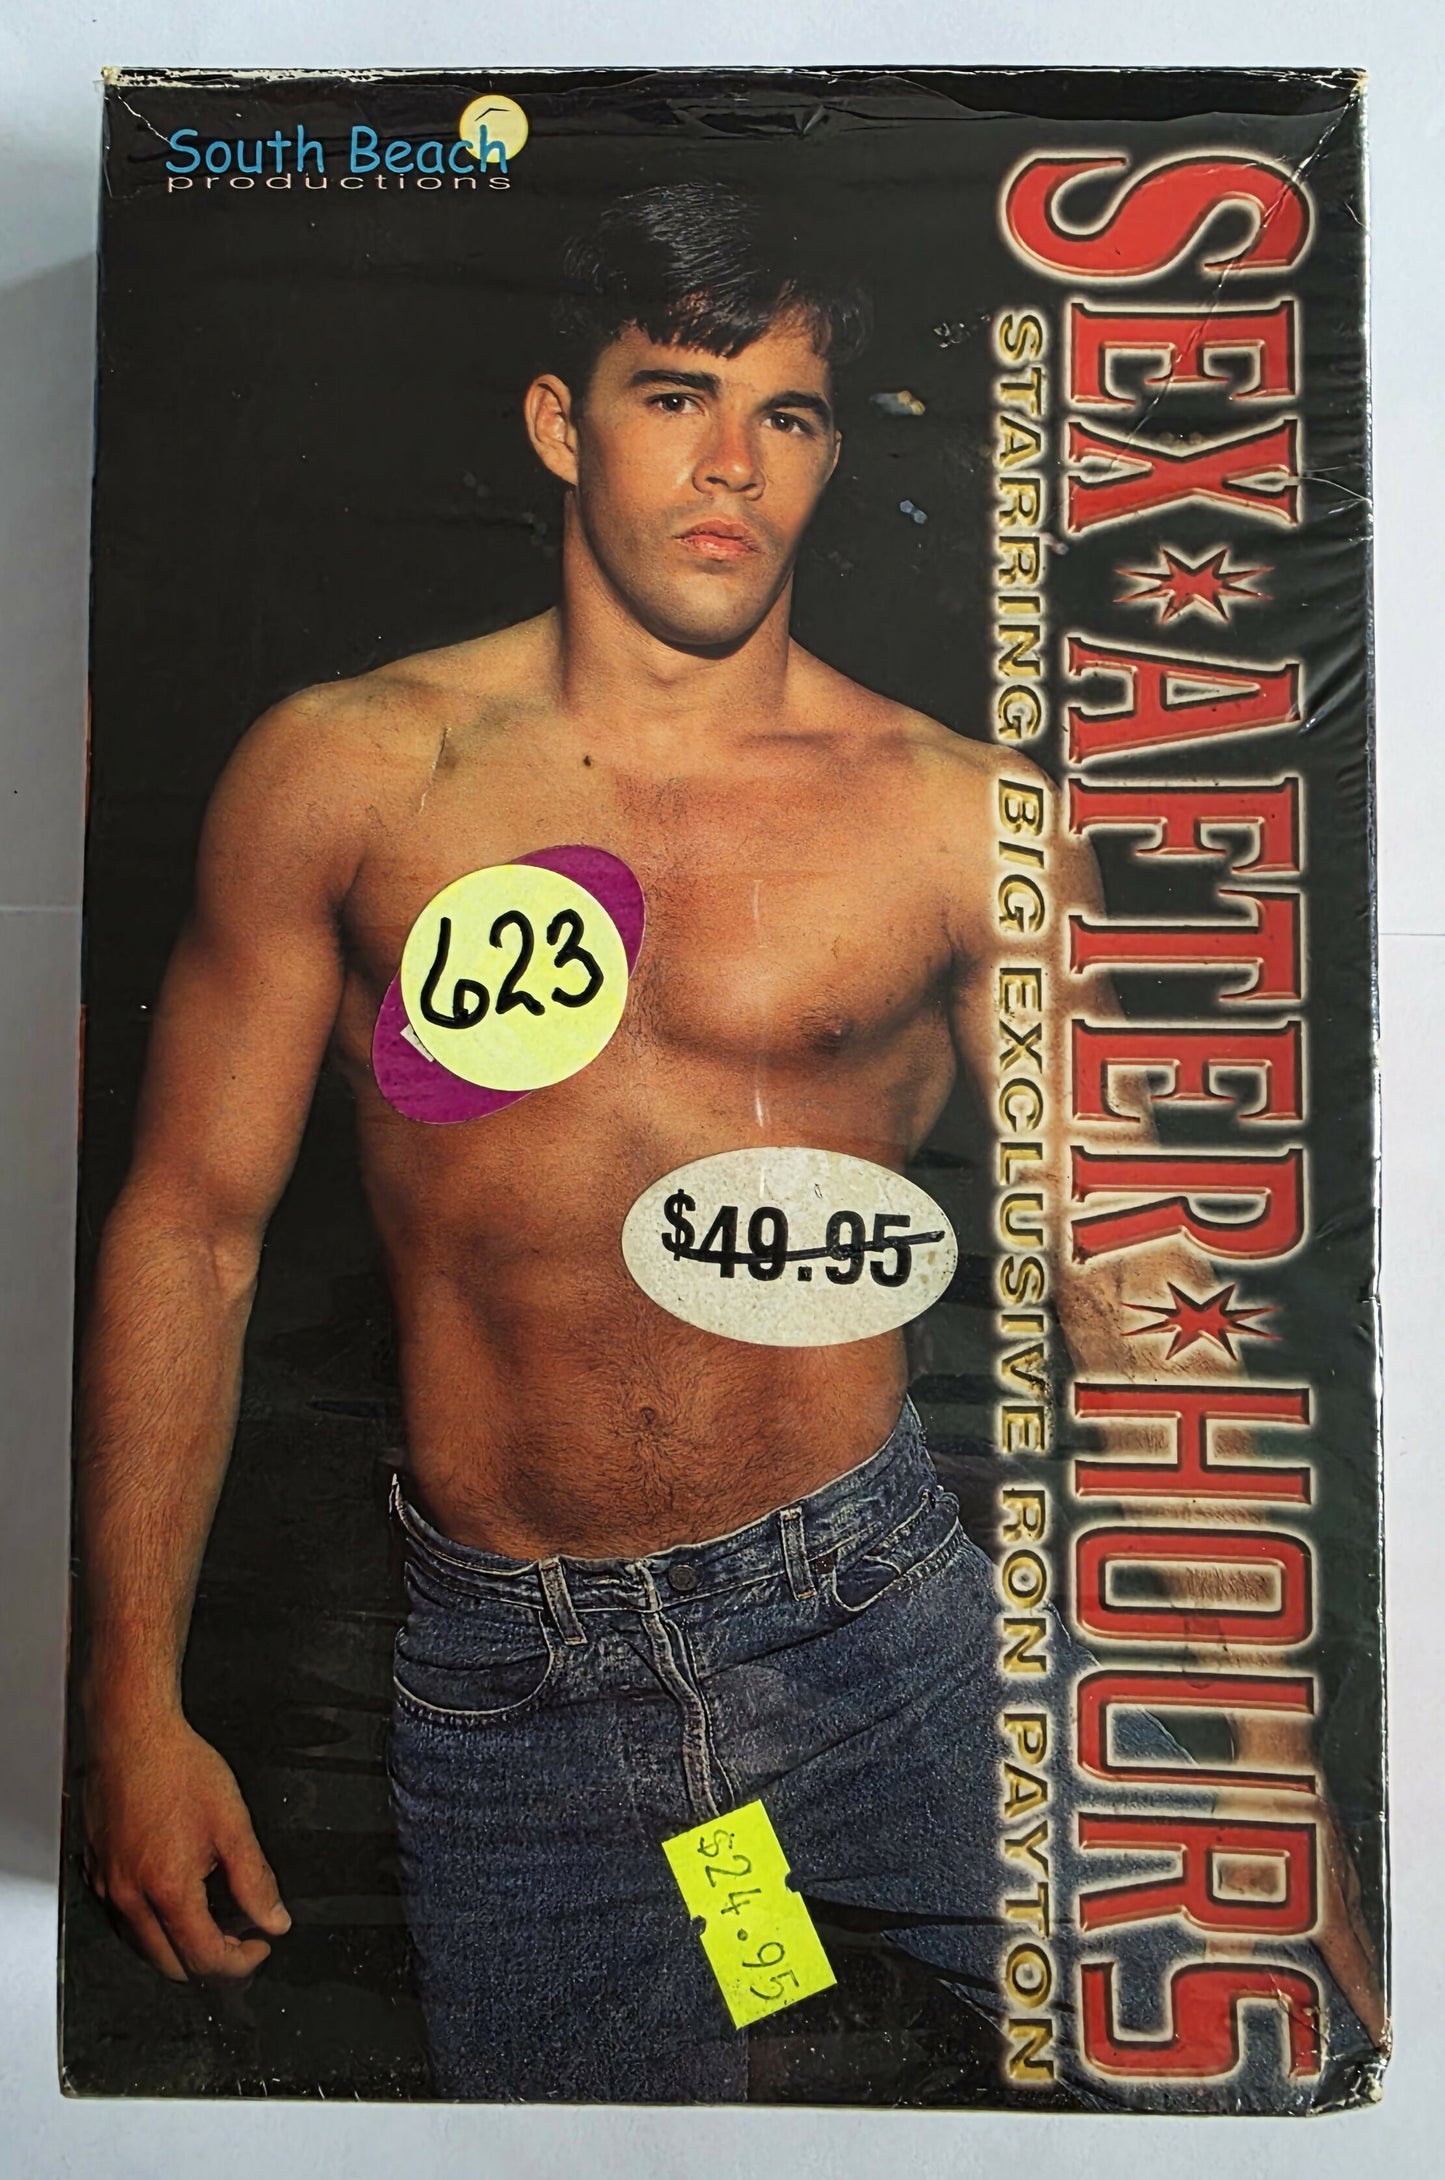 South Beach
productions
SEX AFTER HOURS
STARRING BIG EXCLUSIVE RON PAYTON
623
$49.95
$24.95